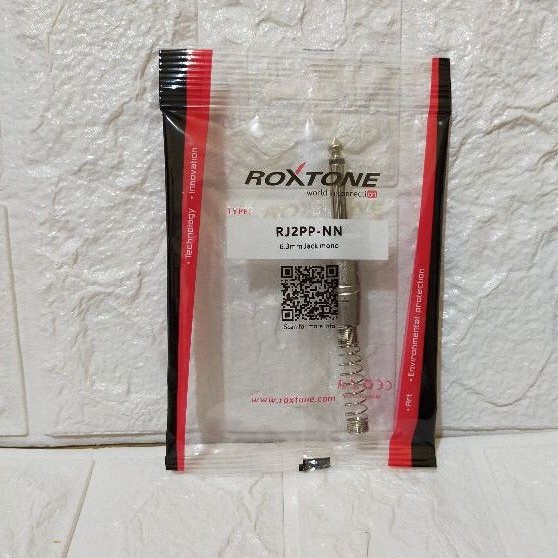 • Technology • Innovation
ROXTONE
world in connection
TYPE:
RJ2PP-NN
6.3mm Jack mono
Scan for more info
www.roxtone.com
• Art • Environmental protection